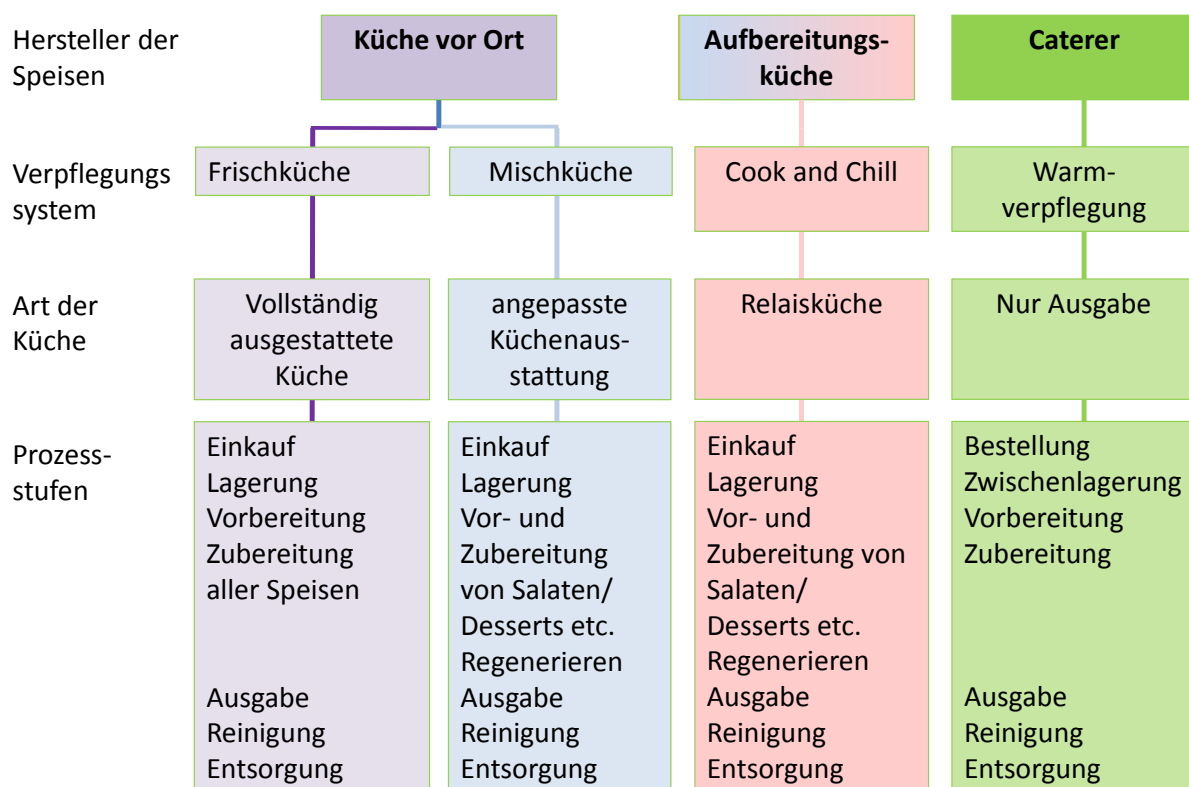 Hersteller der
Speisen
Küche vor Ort
Aufbereitungs-
küche
Caterer
Verpflegungs
system
Frischküche
Mischküche
Cook and Chill
Warm-
verpflegung
Art der
Küche
Vollständig
ausgestattete
Küche
angepasste
Küchenaus-
stattung
Relaisküche
Nur Ausgabe
Prozess-
stufen
Einkauf
Lagerung
Vorbereitung
Zubereitung
aller Speisen
Ausgabe
Reinigung
Entsorgung
Einkauf
Lagerung
Vor- und
Zubereitung
von Salaten/
Desserts etc.
Regenerieren
Ausgabe
Reinigung
Entsorgung
Einkauf
Lagerung
Vor- und
Zubereitung von
Salaten/
Desserts etc.
Regenerieren
Ausgabe
Reinigung
Entsorgung
Bestellung
Zwischenlagerung
Vorbereitung
Zubereitung
Ausgabe
Reinigung
Entsorgung